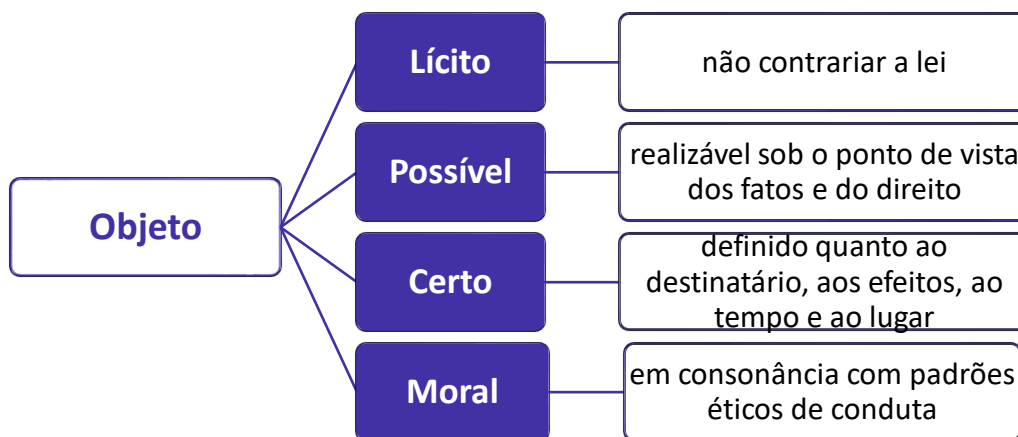 Objeto
Lícito
não contrariar a lei
Possível
realizável sob o ponto de vista
dos fatos e do direito
Certo
definido quanto ao
destinatário, aos efeitos, ao
tempo e ao lugar
Moral
em consonância com padrões
éticos de conduta